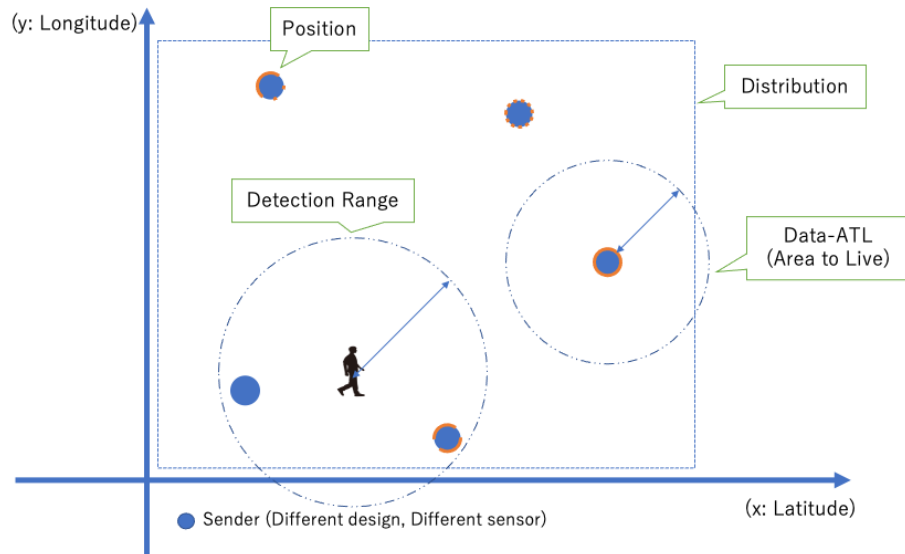 (y: Longitude)
Position
Distribution
Detection Range
Data-ATL
(Area to Live)
(x: Latitude)
Sender (Different design, Different sensor)